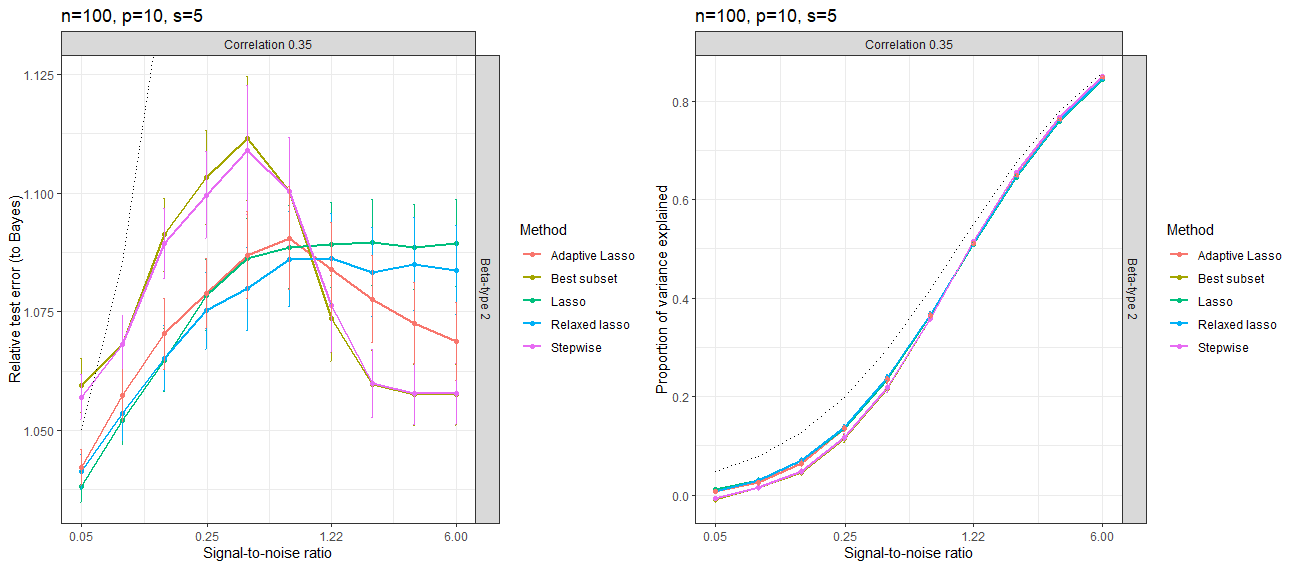 n=100, p=10, s=5
Correlation 0.35
1.125
1.100
1.075
1.050
Relative test error (to Bayes)
0.05
0.25
1.22
6.00
Signal-to-noise ratio
Beta-type 2
Method
Adaptive Lasso
Best subset
Lasso
Relaxed lasso
Stepwise
n=100, p=10, s=5
Correlation 0.35
0.8
0.6
0.4
0.2
0.0
Proportion of variance explained
0.05
0.25
1.22
6.00
Signal-to-noise ratio
Beta-type 2
Method
Adaptive Lasso
Best subset
Lasso
Relaxed lasso
Stepwise